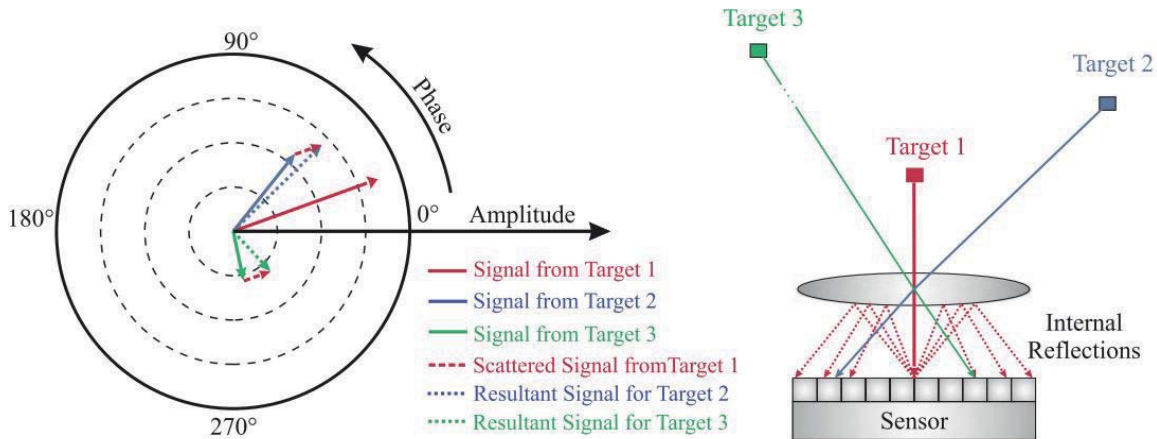 90°
Phase
180°
0°
Amplitude
270°
Signal from Target 1
Signal from Target 2
Signal from Target 3
Scattered Signal fromTarget 1
Resultant Signal for Target 2
Resultant Signal for Target 3
Target 3
Target 2
Target 1
Internal
Reflections
Sensor